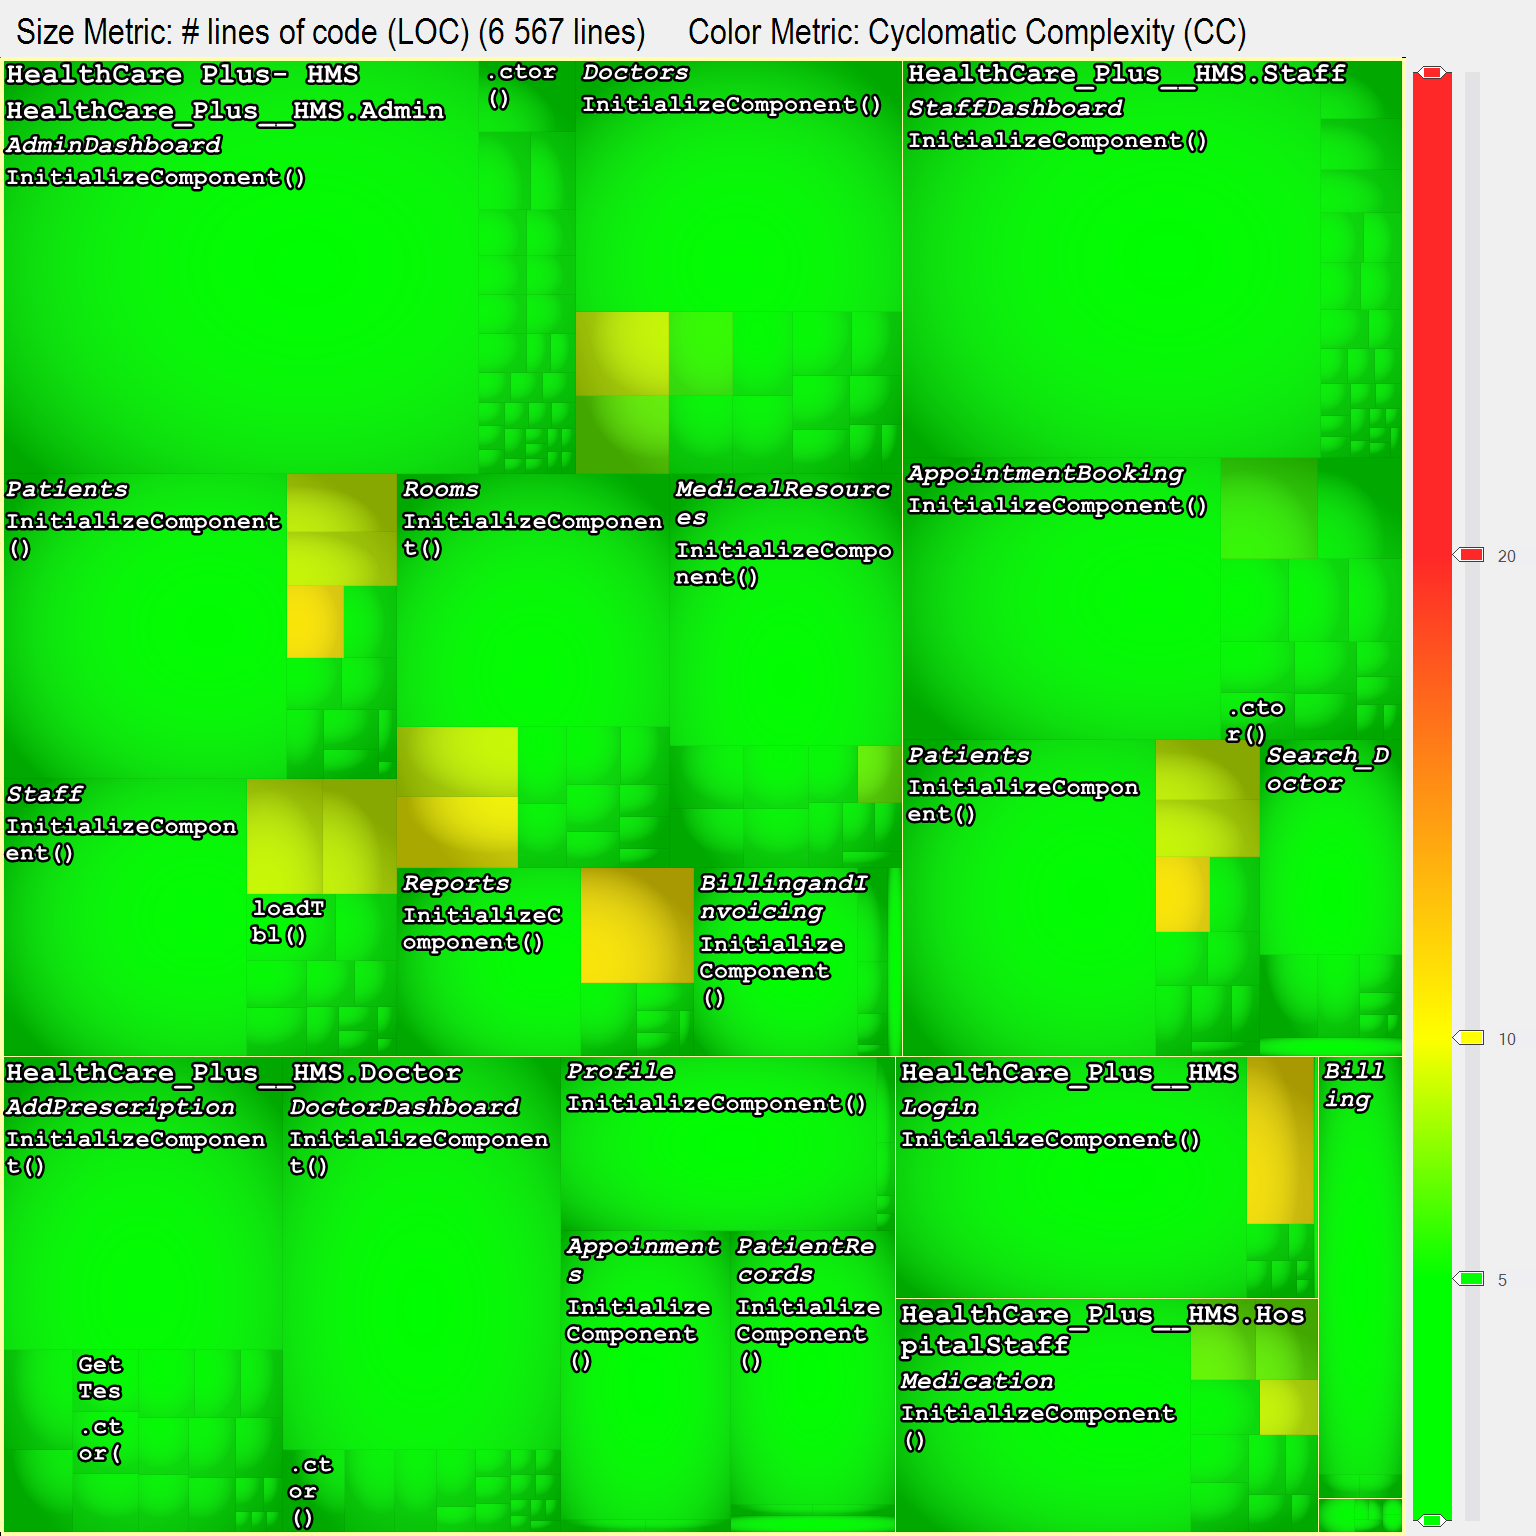 Size Metric: # lines of code (LOC) (6 567 lines) Color Metric: Cyclomatic Complexity (CC)
HealthCare Plus- HMS
HealthCare_Plus__HMS.Admin
AdminDashboard
InitializeComponent()
.ctor
()
Doctors
InitializeComponent()
HealthCare_Plus__HMS.Staff
StaffDashboard
InitializeComponent()
Patients
InitializeComponent
()
Rooms
InitializeComponen
t()
MedicalResourc
es
InitializeCompo
nent()
AppointmentBooking
InitializeComponent()
.cto
r()
20
Staff
InitializeCompon
ent()
loadT
bl()
Reports
InitializeC
omponent()
BillingandI
nvoicing
Initialize
Component
()
Patients
InitializeCompon
ent()
Search_D
octor
10
HealthCare_Plus__HMS.Doctor
AddPrescription
InitializeComponen
t()
Get
Tes
.ct
or(
DoctorDashboard
InitializeComponen
t()
.ct
or
()
Profile
InitializeComponent()
Appoinment
s
Initialize
Component
()
PatientRe
cords
Initialize
Component
()
HealthCare_Plus__HMS
Login
InitializeComponent()
Bill
ing
5
HealthCare_Plus__HMS.Hos
pitalStaff
Medication
InitializeComponent
()